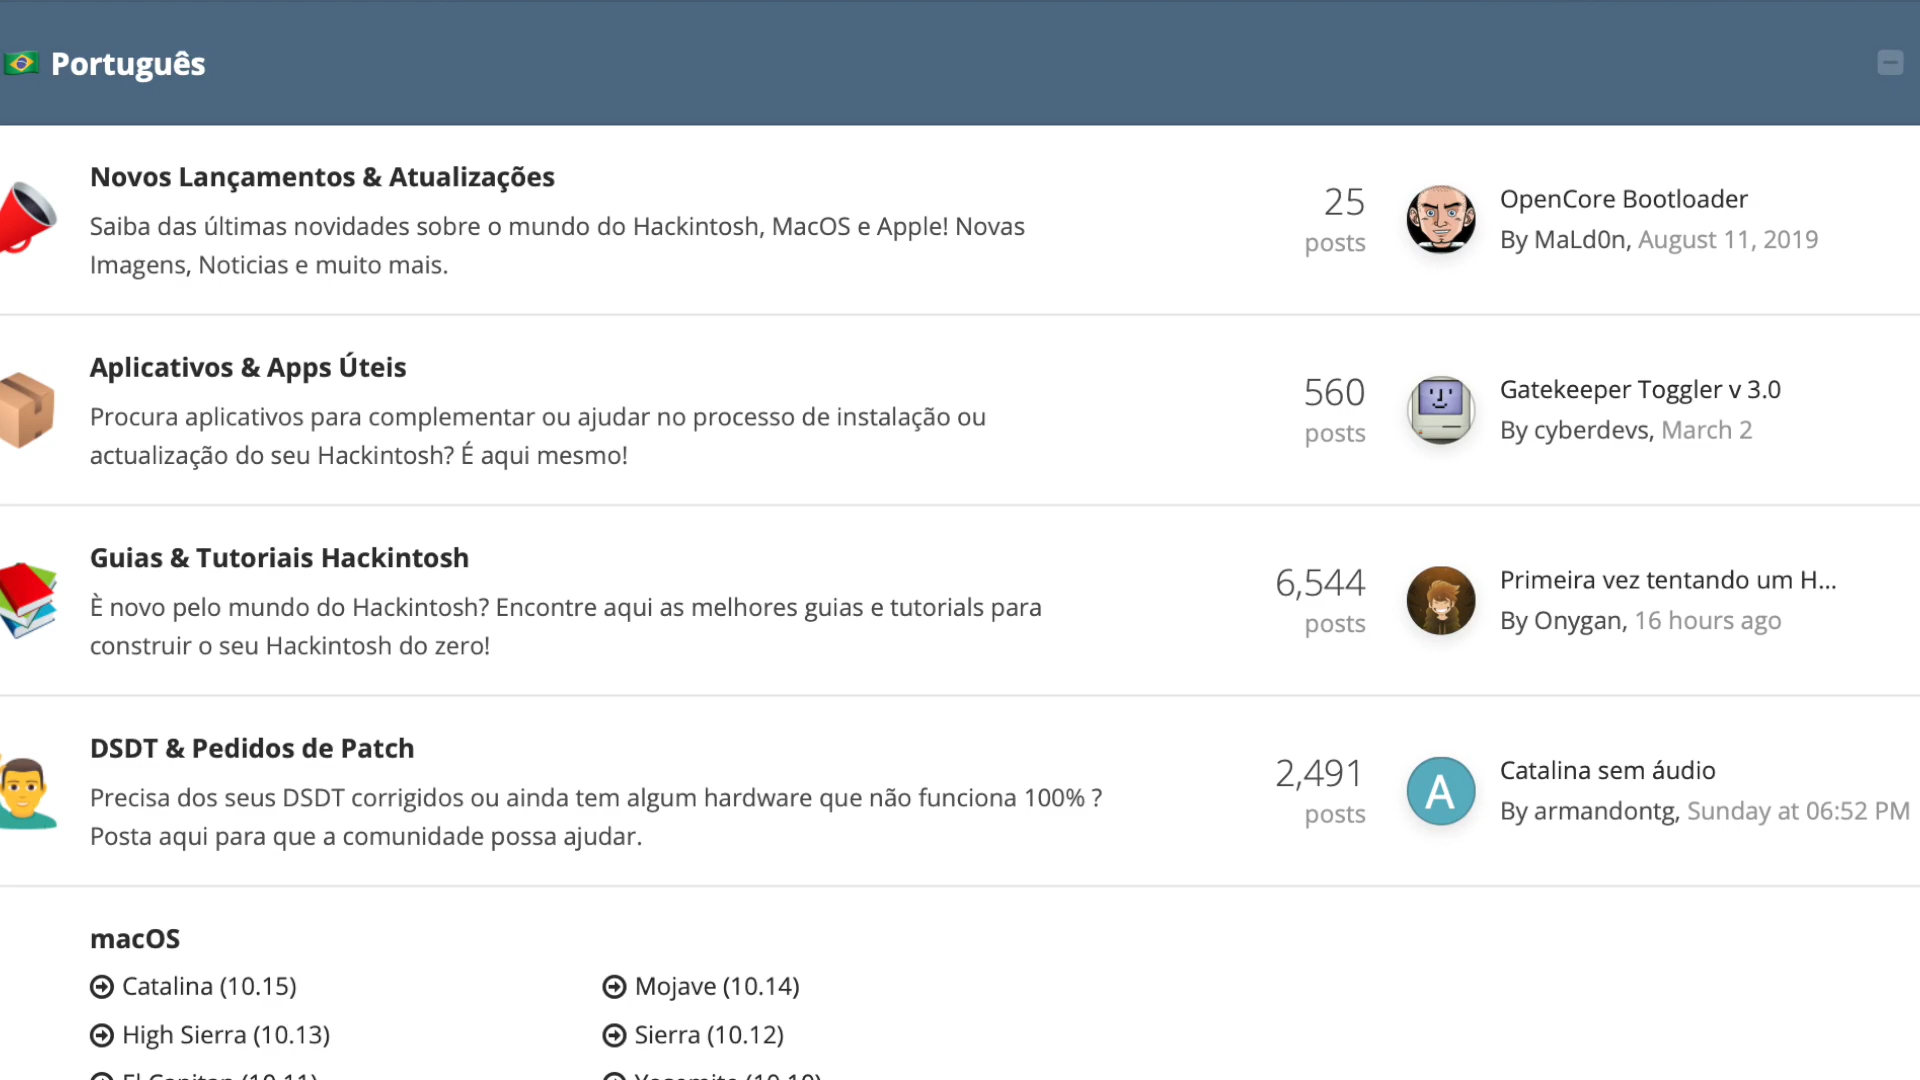 Português
Novos Lançamentos & Atualizações
Saiba das últimas novidades sobre o mundo do Hackintosh, MacOS e Apple! Novas
Imagens, Noticias e muito mais.
25
posts
OpenCore Bootloader
By MaLd0n, August 11, 2019
Aplicativos & Apps Úteis
Procura aplicativos para complementar ou ajudar no processo de instalação ou
actualização do seu Hackintosh? É aqui mesmo!
560
posts
Gatekeeper Toggler v 3.0
By cyberdevs, March 2
Guias & Tutoriais Hackintosh
È novo pelo mundo do Hackintosh? Encontre aqui as melhores guias e tutorials para
construir o seu Hackintosh do zero!
6,544
posts
Primeira vez tentando um H...
By Onygan, 16 hours ago
DSDT & Pedidos de Patch
Precisa dos seus DSDT corrigidos ou ainda tem algum hardware que não funciona 100% ?
Posta aqui para que a comunidade possa ajudar.
2,491
posts
A
Catalina sem áudio
By armandontg, Sunday at 06:52 PM
macOS
Catalina (10.15)
Mojave (10.14)
High Sierra (10.13)
Sierra (10.12)
El Capitan (10.11)
Yosemite (10.10)